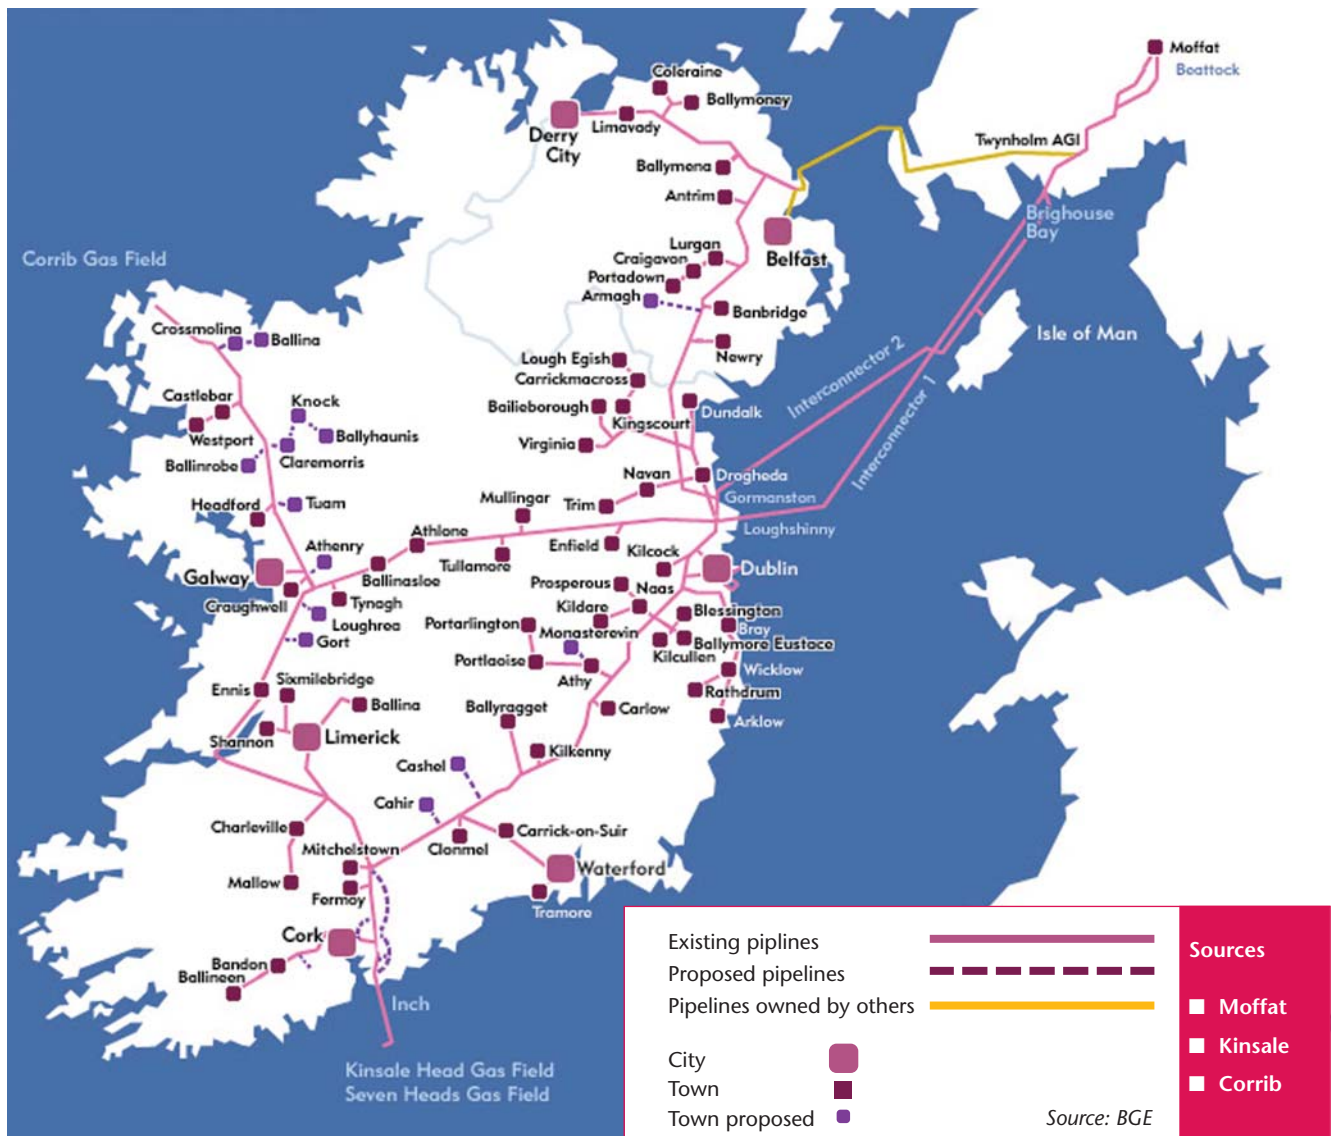 Moffat
Beattock
Coleraine
Ballymoney
Limavady
Derry
City
Twynholm AGI
Ballymena
Antrim
Brighouse
Bay
Lurgan
Craigavon
Belfast
Portadown
Armagh
Corrib Gas Field
Banbridge
Crossmolina
Ballina
Isle of Man
Newry
Lough Egish
Interconnector 2
Carrickmacross
Castlebar
Knock
Bailieborough
Dundalk
Interconnector 1
Kingscourt
Westport
Ballyhaunis
Virginia
Ballinrobe
Claremorris
Navan
Drogheda
Mullingar
Gormanston
Headford
Tuam
Trim
Athlone
Loughshinny
Athenry
Enfield
Kilcock
Tullamore
Galway
Ballinasloe
Dublin
Prosperous
Naas
Craughwell
Tynagh
Kildare
Blessington
Loughrea
Portarlington
Bray
Monasterevin
Gort
Ballymore Eustace
Kilcullen
Portlaoise
Wicklow
Athy
Sixmilebridge
Ennis
Rathdrum
Ballina
Ballyragget
Carlow
Arklow
Shannon
Limerick
Kilkenny
Cashel
Cahir
Charleville
Carrick-on-Suir
Mitchelstown
Clonmel
Waterford
Mallow
Fermoy
Tramore
Cork
Bandon
Ballineen
Inch
Kinsale Head Gas Field
Seven Heads Gas Field
Existing piplines
Proposed pipelines
Pipelines owned by others
City
Town
Town proposed
Source: BGE
Sources
Moffat
Kinsale
Corrib